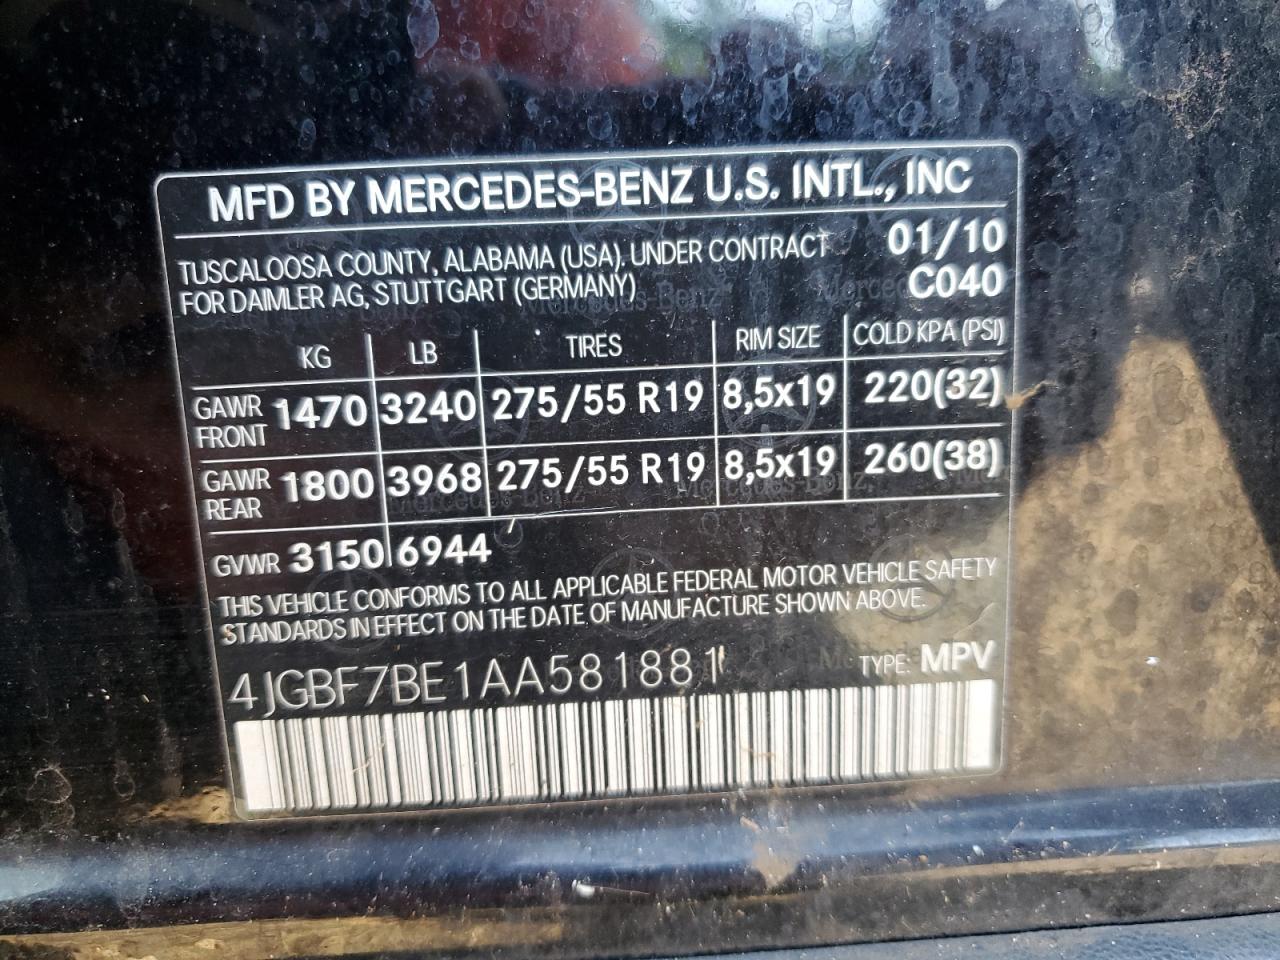 MFD BY MERCEDES-BENZ U.S. INTL., INC
TUSCALOOSA COUNTY, ALABAMA (USA), UNDER CONTRACT 01/10
FOR DAIMLER AG, STUTTGART (GERMANY) C040
KG LB TIRES RIM SIZE COLD KPA (PSI)
GAWR FRONT 1470 3240 275/55 R19 8,5x19 220(32)
GAWR REAR 1800 3968 275/55 R19 8,5x19 260(38)
GVWR 3150 6944
THIS VEHICLE CONFORMS TO ALL APPLICABLE FEDERAL MOTOR VEHICLE SAFETY
STANDARDS IN EFFECT ON THE DATE OF MANUFACTURE SHOWN ABOVE.
4JGBF7BE1AA581881 TYPE: MPV